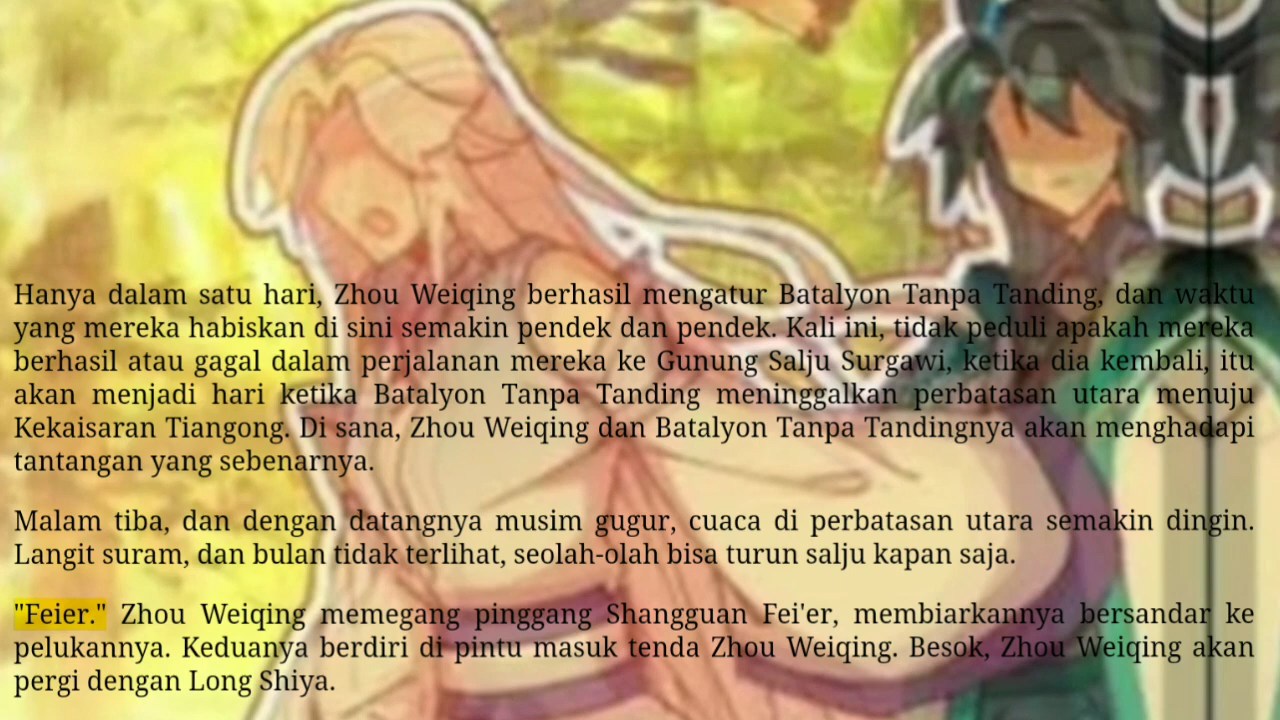 Hanya dalam satu hari, Zhou Weiqing berhasil mengatur Batalyon Tanpa Tanding, dan waktu
yang mereka habiskan di sini semakin pendek dan pendek. Kali ini, tidak peduli apakah mereka
berhasil atau gagal dalam perjalanan mereka ke Gunung Salju Surgawi, ketika dia kembali, itu
akan menjadi hari ketika Batalyon Tanpa Tanding meninggalkan perbatasan utara menuju
Kekaisaran Tiangong. Di sana, Zhou Weiqing dan Batalyon Tanpa Tandingnya akan menghadapi
tantangan yang sebenarnya.
Malam tiba, dan dengan datangnya musim gugur, cuaca di perbatasan utara semakin dingin.
Langit suram, dan bulan tidak terlihat, seolah-olah bisa turun salju kapan saja.
"Feier." Zhou Weiqing memegang pinggang Shangguan Fei'er, membiarkannya bersandar ke
pelukannya. Keduanya berdiri di pintu masuk tenda Zhou Weiqing. Besok, Zhou Weiqing akan
pergi dengan Long Shiya.